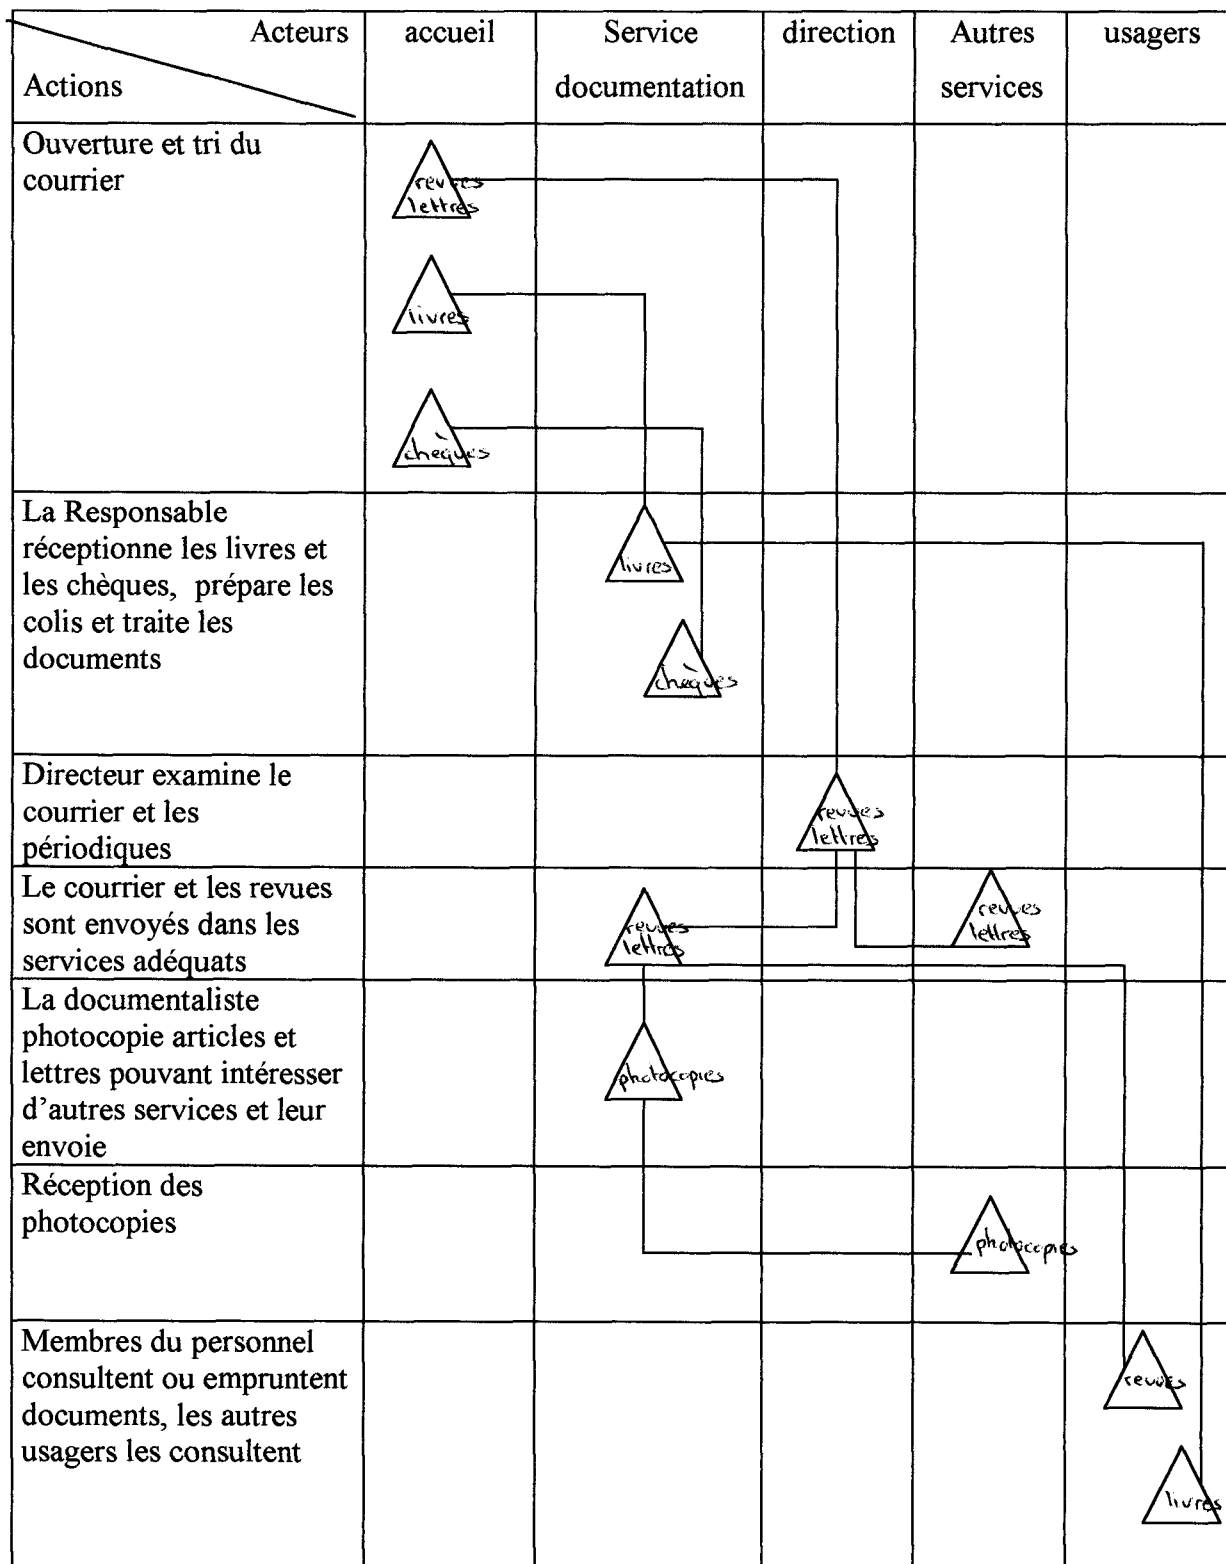 Acteurs
Actions
accueil
Service
documentation
direction
Autres
services
usagers
Ouverture et tri du
courrier
revues
lettres
livres
chèques
La Responsable
réceptionne les livres et
les chèques, prépare les
colis et traite les
documents
livres
chèques
Directeur examine le
courrier et les
périodiques
revues
lettres
Le courrier et les revues
sont envoyés dans les
services adéquats
revues
lettres
revues
lettres
La documentaliste
photocopie articles et
lettres pouvant intéresser
d'autres services et leur
envoie
photocopies
Réception des
photocopies
photocopies
Membres du personnel
consultent ou empruntent
documents, les autres
usagers les consultent
revues
livres